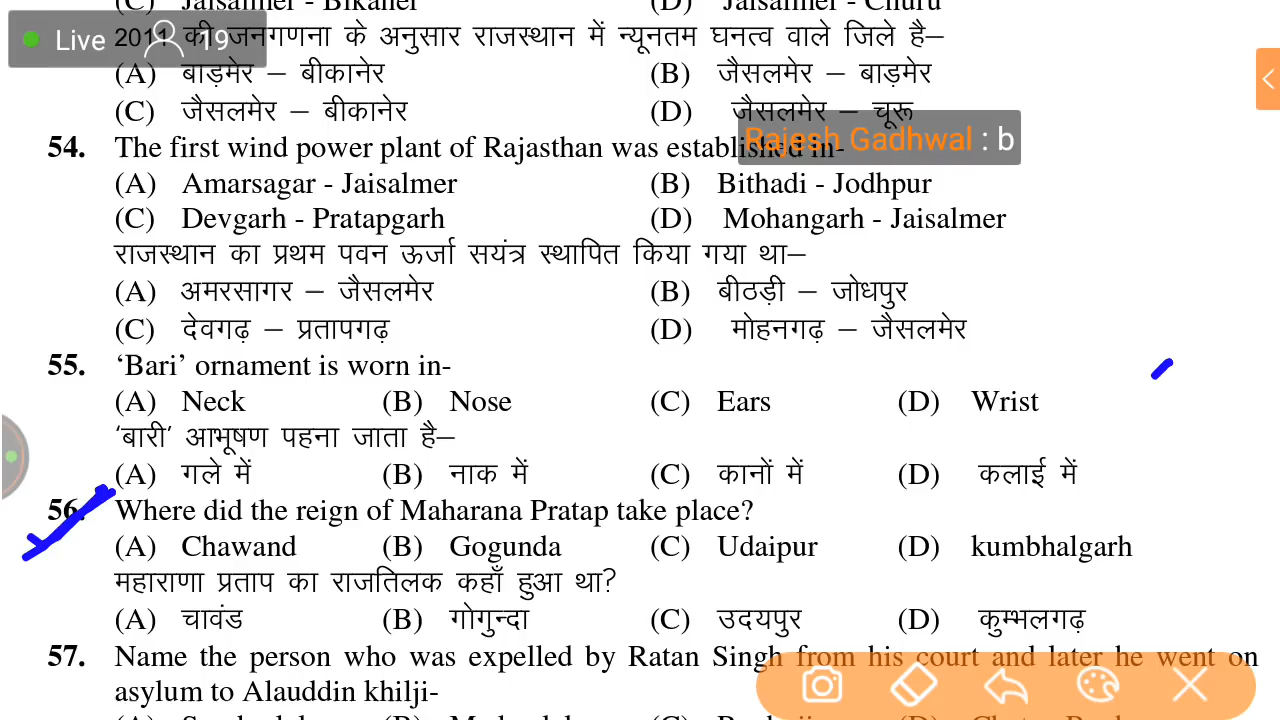 (C) Jaisalmer - Bikaner (D) Jaisalmer - Churu
Live 19
2011 की जनगणना के अनुसार राजस्थान में न्यूनतम घनत्व वाले जिले है–
(A) बाड़मेर – बीकानेर (B) जैसलमेर – बाड़मेर
(C) जैसलमेर – बीकानेर (D) जैसलमेर – चूरू
Rajesh Gadhwal : b
54. The first wind power plant of Rajasthan was established in-
(A) Amarsagar - Jaisalmer (B) Bithadi - Jodhpur
(C) Devgarh - Pratapgarh (D) Mohangarh - Jaisalmer
राजस्थान का प्रथम पवन ऊर्जा सयंत्र स्थापित किया गया था–
(A) अमरसागर – जैसलमेर (B) बीठड़ी – जोधपुर
(C) देवगढ़ – प्रतापगढ़ (D) मोहनगढ़ – जैसलमेर
55. ‘Bari’ ornament is worn in-
(A) Neck (B) Nose (C) Ears (D) Wrist
‘बारी’ आभूषण पहना जाता है–
(A) गले में (B) नाक में (C) कानों में (D) कलाई में
56. Where did the reign of Maharana Pratap take place?
(A) Chawand (B) Gogunda (C) Udaipur (D) kumbhalgarh
महाराणा प्रताप का राजतिलक कहाँ हुआ था?
(A) चावंड (B) गोगुन्दा (C) उदयपुर (D) कुम्भलगढ़
57. Name the person who was expelled by Ratan Singh from his court and later he went on
asylum to Alauddin khilji-